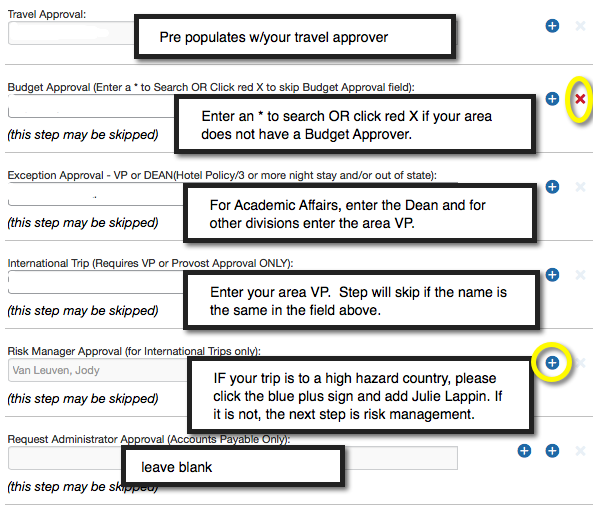 Travel Approval:
Pre populates w/your travel approver
Budget Approval (Enter a * to Search OR Click red X to skip Budget Approval field):
Enter an * to search OR click red X if your area
does not have a Budget Approver.
(this step may be skipped)
Exception Approval - VP or DEAN(Hotel Policy/3 or more night stay and/or out of state):
For Academic Affairs, enter the Dean and for
other divisions enter the area VP.
(this step may be skipped)
International Trip (Requires VP or Provost Approval ONLY):
Enter your area VP. Step will skip if the name is
the same in the field above.
(this step may be skipped)
Risk Manager Approval (for International Trips only):
Van Leuven, Jody
IF your trip is to a high hazard country, please
click the blue plus sign and add Julie Lappin. If
it is not, the next step is risk management.
(this step may be skipped)
Request Administrator Approval (Accounts Payable Only):
leave blank
(this step may be skipped)